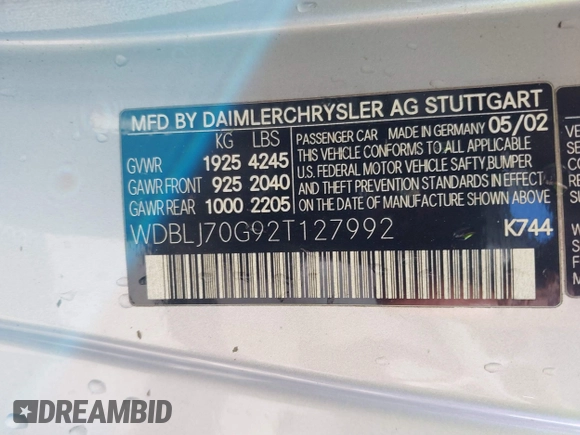 MFD BY DAIMLERCHRYSLER AG STUTTGART
KG LBS
GVWR 1925 4245
GAWR FRONT 925 2040
GAWR REAR 1000 2205
PASSENGER CAR MADE IN GERMANY 05/02
THIS VEHICLE CONFORMS TO ALL APPLICABLE
U.S. FEDERAL MOTOR VEHICLE SAFTY,BUMPER
AND THEFT PREVENTION STANDARDS IN EFFECT
ON THE DATE OF MANUFACTURE SHOWN ABOVE.
WDBLJ70G92T127992 K744
DREAMBID